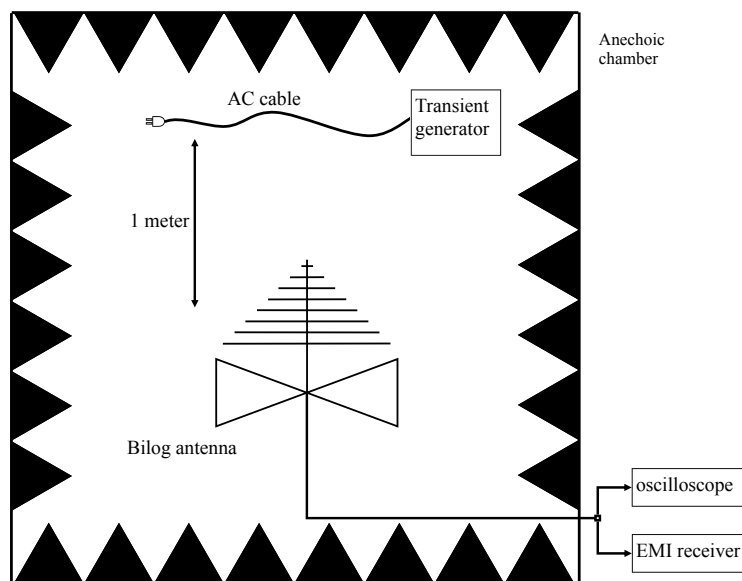 Anechoic
chamber
AC cable
Transient
generator
1 meter
Bilog antenna
oscilloscope
EMI receiver